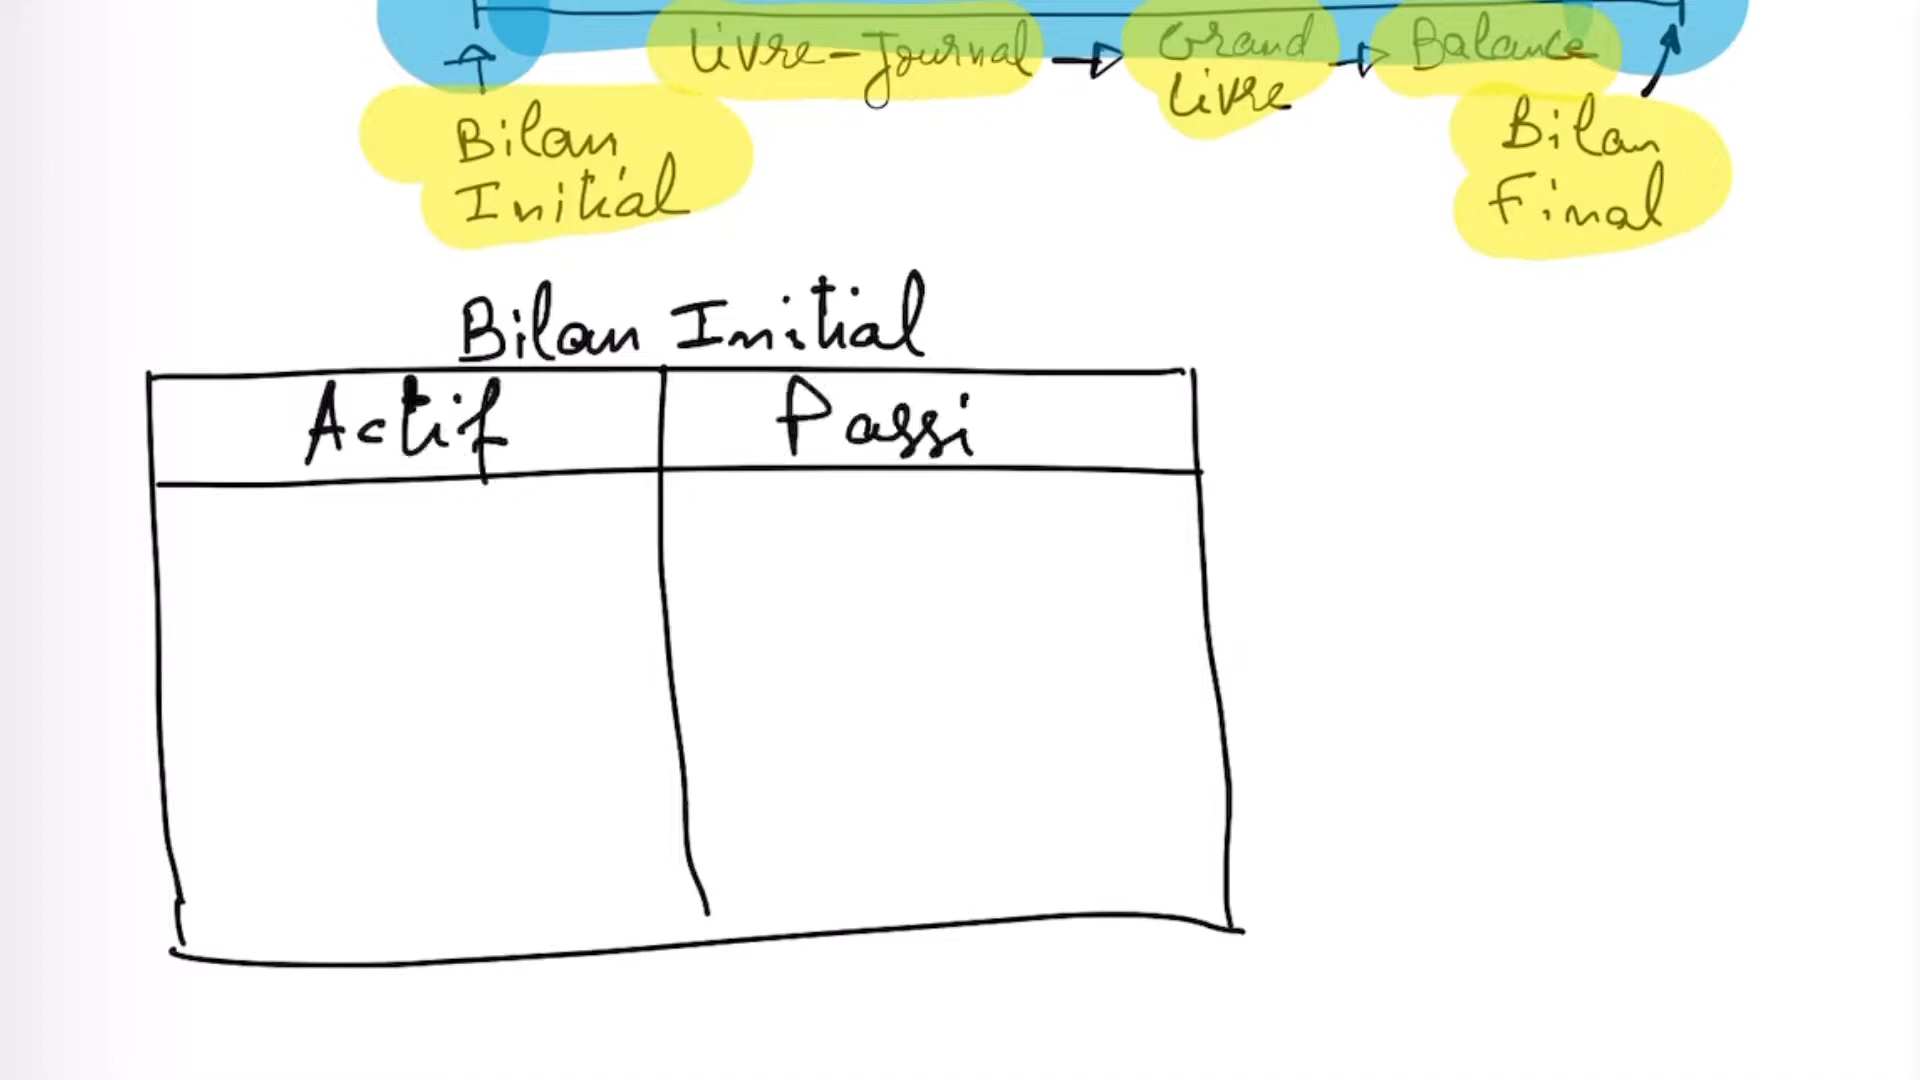 Livre-Journal → Grand Livre → Balance
Bilan Initial
Bilan Final
Bilan Initial
Actif
Passi